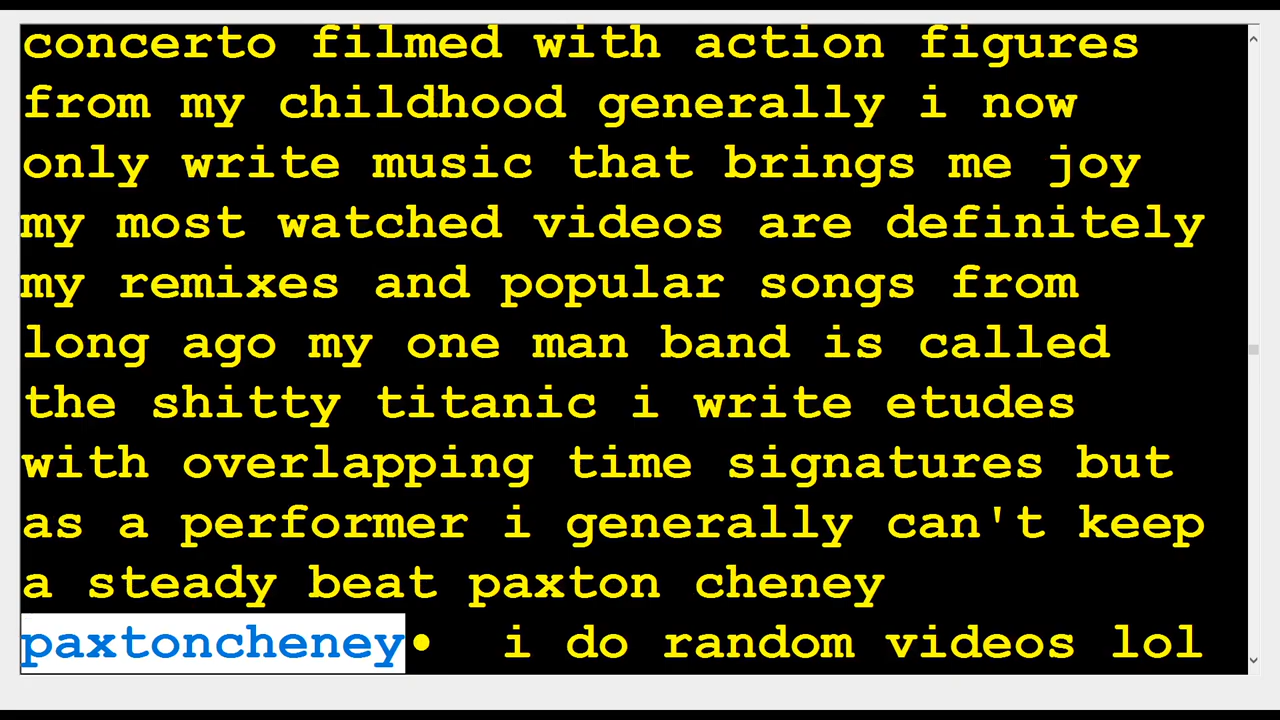 concerto filmed with action figures
from my childhood generally i now
only write music that brings me joy
my most watched videos are definitely
my remixes and popular songs from
long ago my one man band is called
the shitty titanic i write etudes
with overlapping time signatures but
as a performer i generally can't keep
a steady beat paxton cheney
paxtoncheney•  i do random videos lol